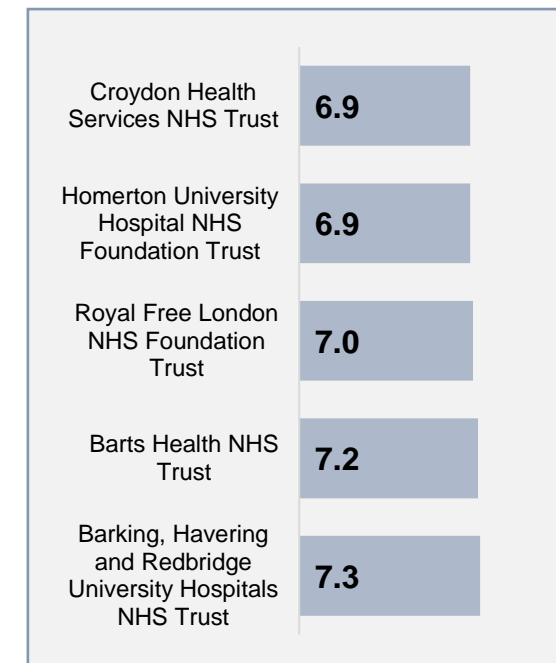 Croydon Health
Services NHS Trust
6.9
Homerton University
Hospital NHS
Foundation Trust
6.9
Royal Free London
NHS Foundation
Trust
7.0
Barts Health NHS
Trust
7.2
Barking, Havering
and Redbridge
University Hospitals
NHS Trust
7.3